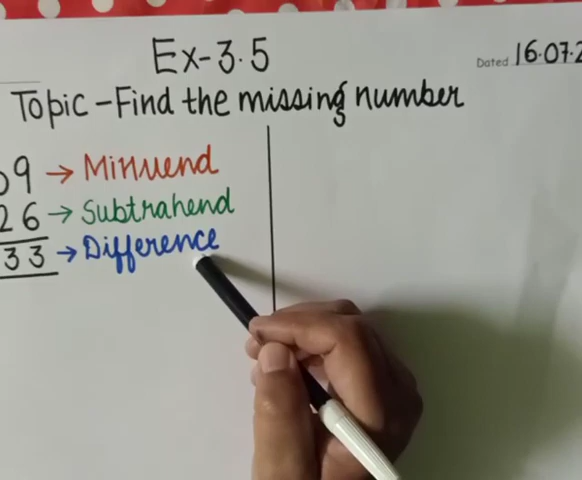 Ex-3.5
Dated 16.07.2
Topic - Find the missing number
9 → Minuend
26 → Subtrahend
33 → Difference